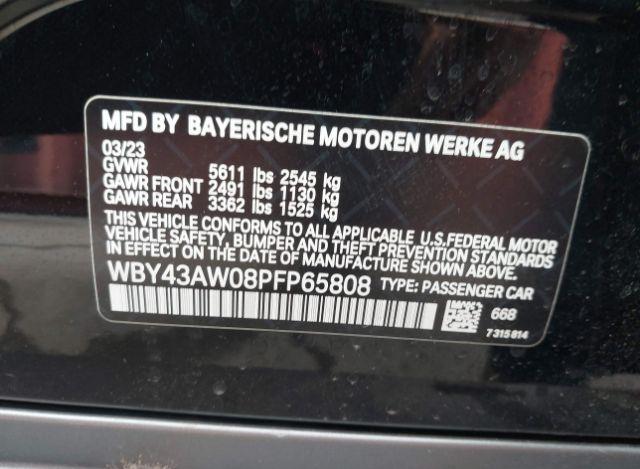 MFD BY BAYERISCHE MOTOREN WERKE AG
03/23
GVWR 5611 lbs 2545 kg
GAWR FRONT 2491 lbs 1130 kg
GAWR REAR 3362 lbs 1525 kg
THIS VEHICLE CONFORMS TO ALL APPLICABLE U.S.FEDERAL MOTOR
VEHICLE SAFETY, BUMPER AND THEFT PREVENTION STANDARDS
IN EFFECT ON THE DATE OF MANUFACTURE SHOWN ABOVE.
WBY43AW08PFP65808 TYPE: PASSENGER CAR
668
7315814